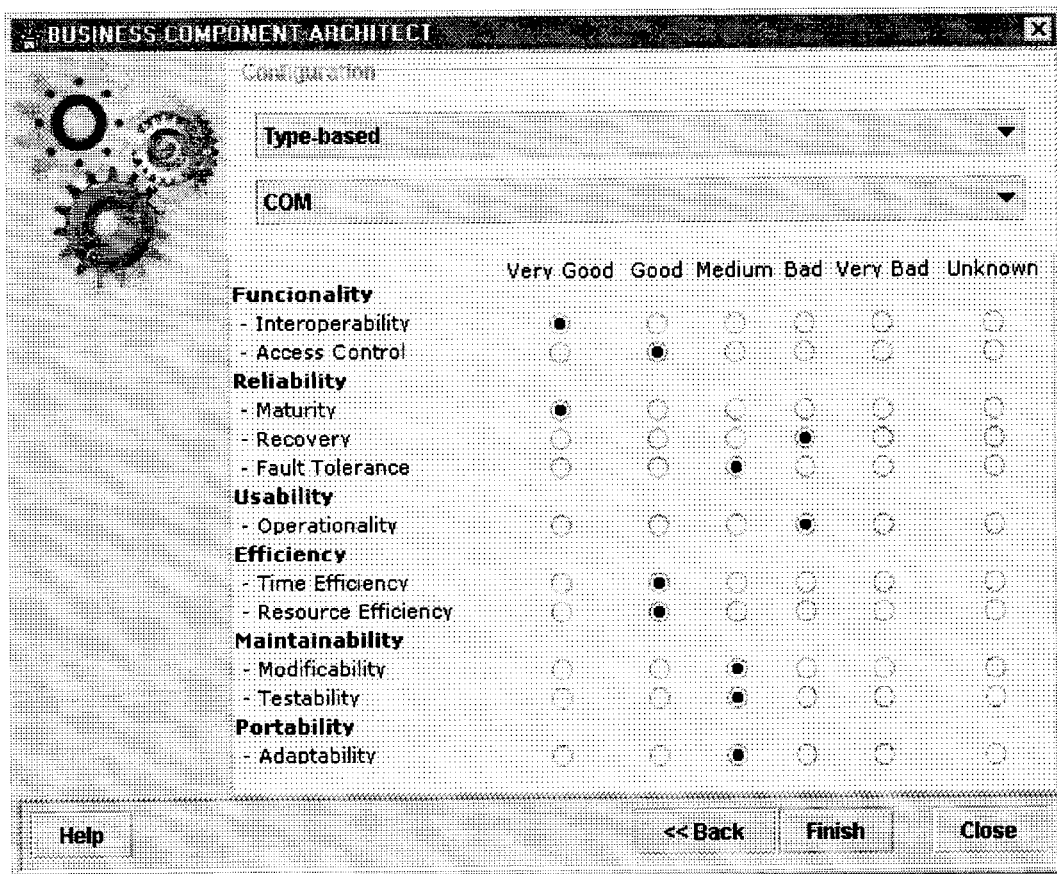 BUSINESS COMPONENT ARCHITECT
Configuration
Type-based
COM
Very Good Good Medium Bad Very Bad Unknown
Funcionality
- Interoperability
- Access Control
Reliability
- Maturity
- Recovery
- Fault Tolerance
Usability
- Operationality
Efficiency
- Time Efficiency
- Resource Efficiency
Maintainability
- Modificability
- Testability
Portability
- Adaptability
Help << Back Finish Close